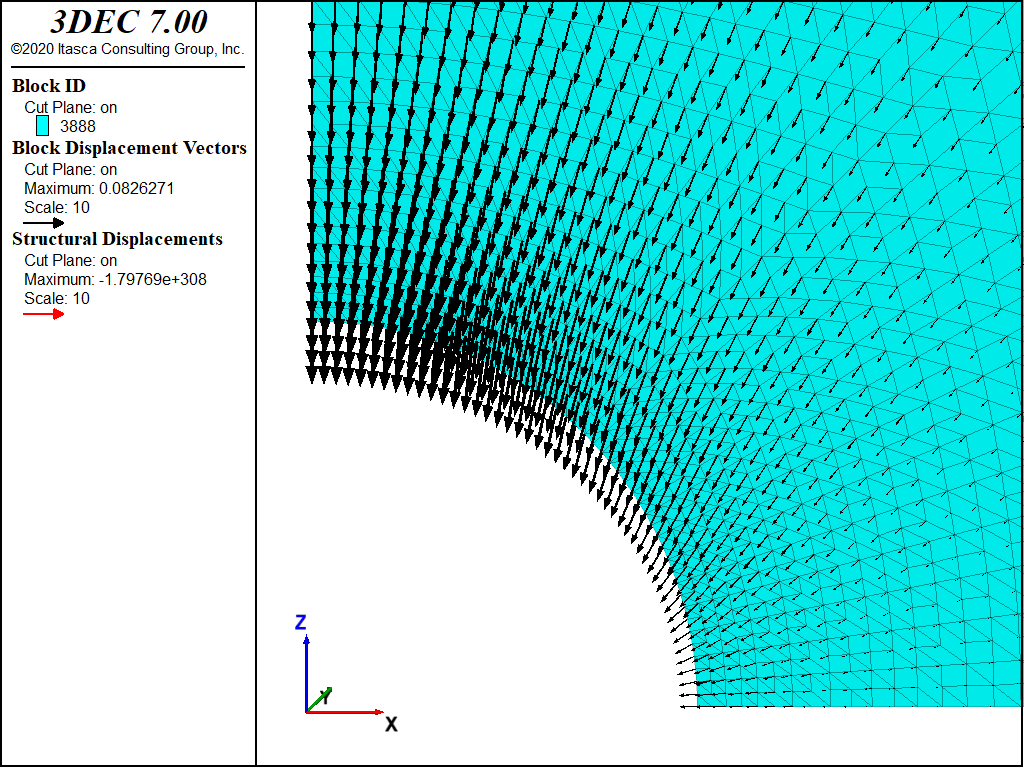 3DEC 7.00
©2020 Itasca Consulting Group, Inc.
Block ID
Cut Plane: on
3888
Block Displacement Vectors
Cut Plane: on
Maximum: 0.0826271
Scale: 10
Structural Displacements
Cut Plane: on
Maximum: -1.79769e+308
Scale: 10
Z
Y
X